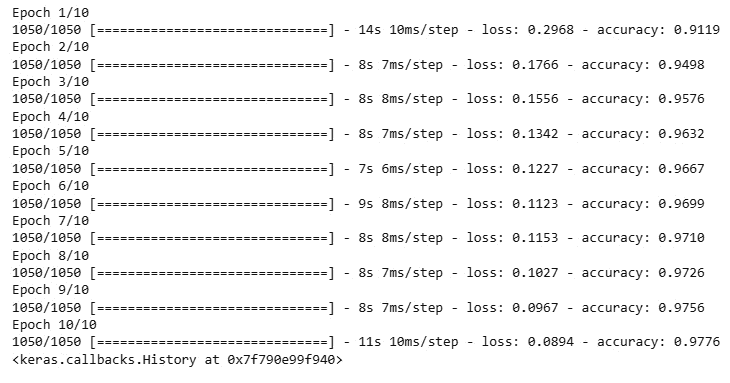 Epoch 1/10
1050/1050 [==============================] - 14s 10ms/step - loss: 0.2968 - accuracy: 0.9119
Epoch 2/10
1050/1050 [==============================] - 8s 7ms/step - loss: 0.1766 - accuracy: 0.9498
Epoch 3/10
1050/1050 [==============================] - 8s 8ms/step - loss: 0.1556 - accuracy: 0.9576
Epoch 4/10
1050/1050 [==============================] - 8s 7ms/step - loss: 0.1342 - accuracy: 0.9632
Epoch 5/10
1050/1050 [==============================] - 7s 6ms/step - loss: 0.1227 - accuracy: 0.9667
Epoch 6/10
1050/1050 [==============================] - 9s 8ms/step - loss: 0.1123 - accuracy: 0.9699
Epoch 7/10
1050/1050 [==============================] - 8s 8ms/step - loss: 0.1153 - accuracy: 0.9710
Epoch 8/10
1050/1050 [==============================] - 8s 7ms/step - loss: 0.1027 - accuracy: 0.9726
Epoch 9/10
1050/1050 [==============================] - 8s 7ms/step - loss: 0.0967 - accuracy: 0.9756
Epoch 10/10
1050/1050 [==============================] - 11s 10ms/step - loss: 0.0894 - accuracy: 0.9776
<keras.callbacks.History at 0x7f790e99f940>